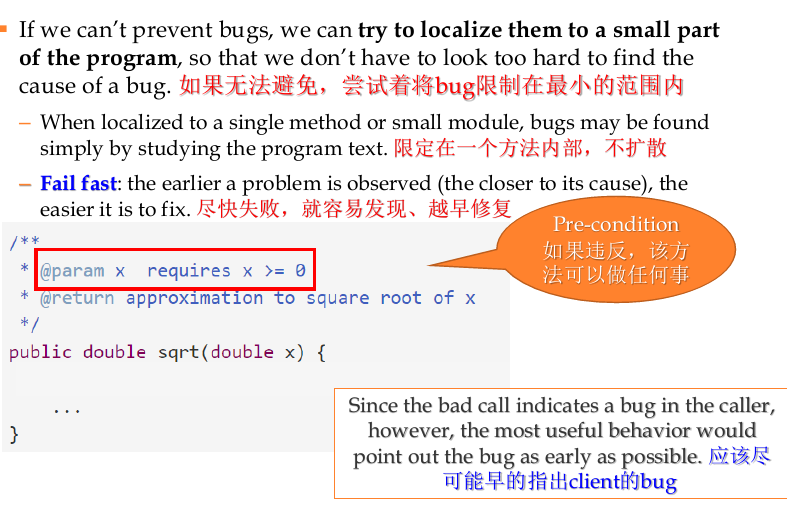 If we can't prevent bugs, we can try to localize them to a small part
of the program, so that we don't have to look too hard to find the
cause of a bug. 如果无法避免，尝试着将bug限制在最小的范围内
– When localized to a single method or small module, bugs may be found
simply by studying the program text. 限定在一个方法内部，不扩散
– Fail fast: the earlier a problem is observed (the closer to its cause), the
easier it is to fix. 尽快失败，就容易发现、越早修复
Pre-condition
如果违反，该方
法可以做任何事
/**
* @param x requires x >= 0
* @return approximation to square root of x
*/
public double sqrt(double x) {
...
}
Since the bad call indicates a bug in the caller,
however, the most useful behavior would
point out the bug as early as possible. 应该尽
可能早的指出client的bug